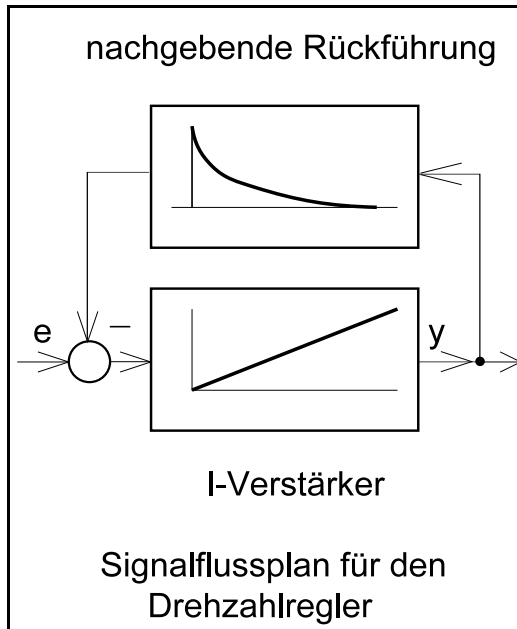 nachgebende Rückführung
e
–
y
I-Verstärker
Signalflussplan für den
Drehzahlregler